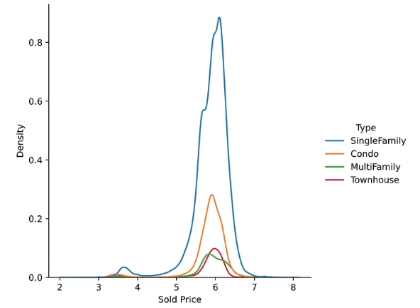 0.8
0.6
0.4
0.2
0.0
Density
2 3 4 5 6 7 8
Sold Price
Type
SingleFamily
Condo
MultiFamily
Townhouse